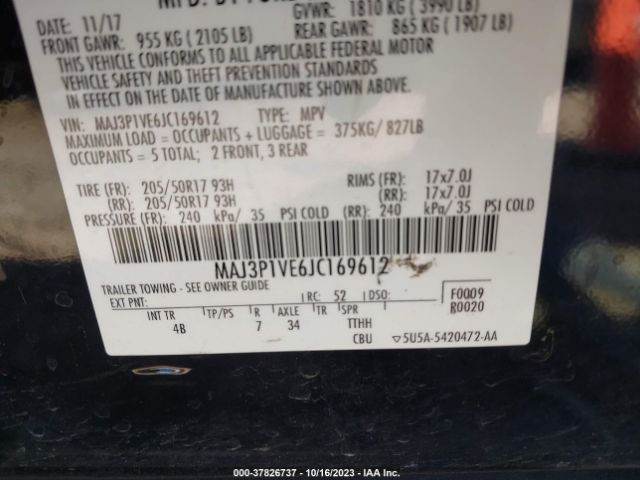 MFD. BY
DATE: 11/17 GVWR: 1810 KG (3990 LB)
FRONT GAWR: 955 KG (2105 LB) REAR GAWR: 865 KG (1907 LB)
THIS VEHICLE CONFORMS TO ALL APPLICABLE FEDERAL MOTOR
VEHICLE SAFETY AND THEFT PREVENTION STANDARDS
IN EFFECT ON THE DATE OF MANUFACTURE SHOWN ABOVE.
VIN: MAJ3P1VE6JC169612 TYPE: MPV
MAXIMUM LOAD = OCCUPANTS + LUGGAGE = 375KG/ 827LB
OCCUPANTS = 5 TOTAL; 2 FRONT, 3 REAR
TIRE (FR): 205/50R17 93H RIMS (FR): 17x7.0J
(RR): 205/50R17 93H (RR): 17x7.0J
PRESSURE (FR): 240 kPa/ 35 PSI COLD (RR): 240 kPa/ 35 PSI COLD
MAJ3P1VE6JC169612
TRAILER TOWING - SEE OWNER GUIDE
EXT PNT: RC: 52 DSO: F0009
R0020
INT TR TP/PS R AXLE TR SPR
4B 7 34 TTHH
CBU ▽5U5A-5420472-AA
000-37826737 - 10/16/2023 - IAA Inc.